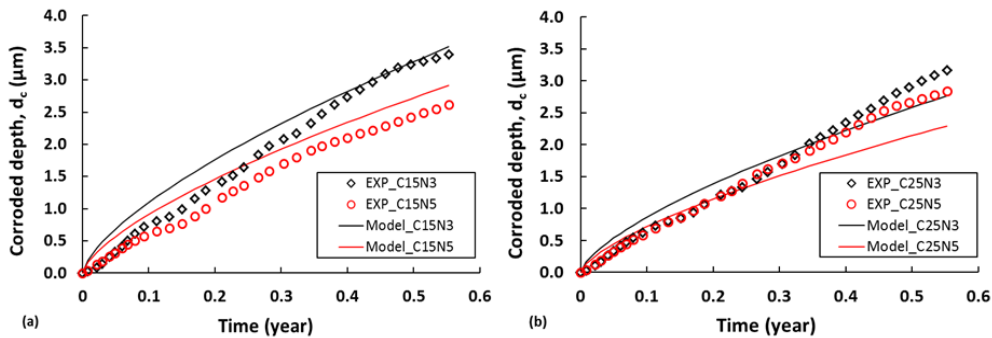 4.0
3.5
3.0
2.5
2.0
1.5
1.0
0.5
0.0
Corroded depth, d_c (μm)
EXP_C15N3
EXP_C15N5
Model_C15N3
Model_C15N5
0 0.1 0.2 0.3 0.4 0.5 0.6
(a) Time (year)
4.0
3.5
3.0
2.5
2.0
1.5
1.0
0.5
0.0
Corroded depth, d_c (μm)
EXP_C25N3
EXP_C25N5
Model_C25N3
Model_C25N5
0 0.1 0.2 0.3 0.4 0.5 0.6
(b) Time (year)